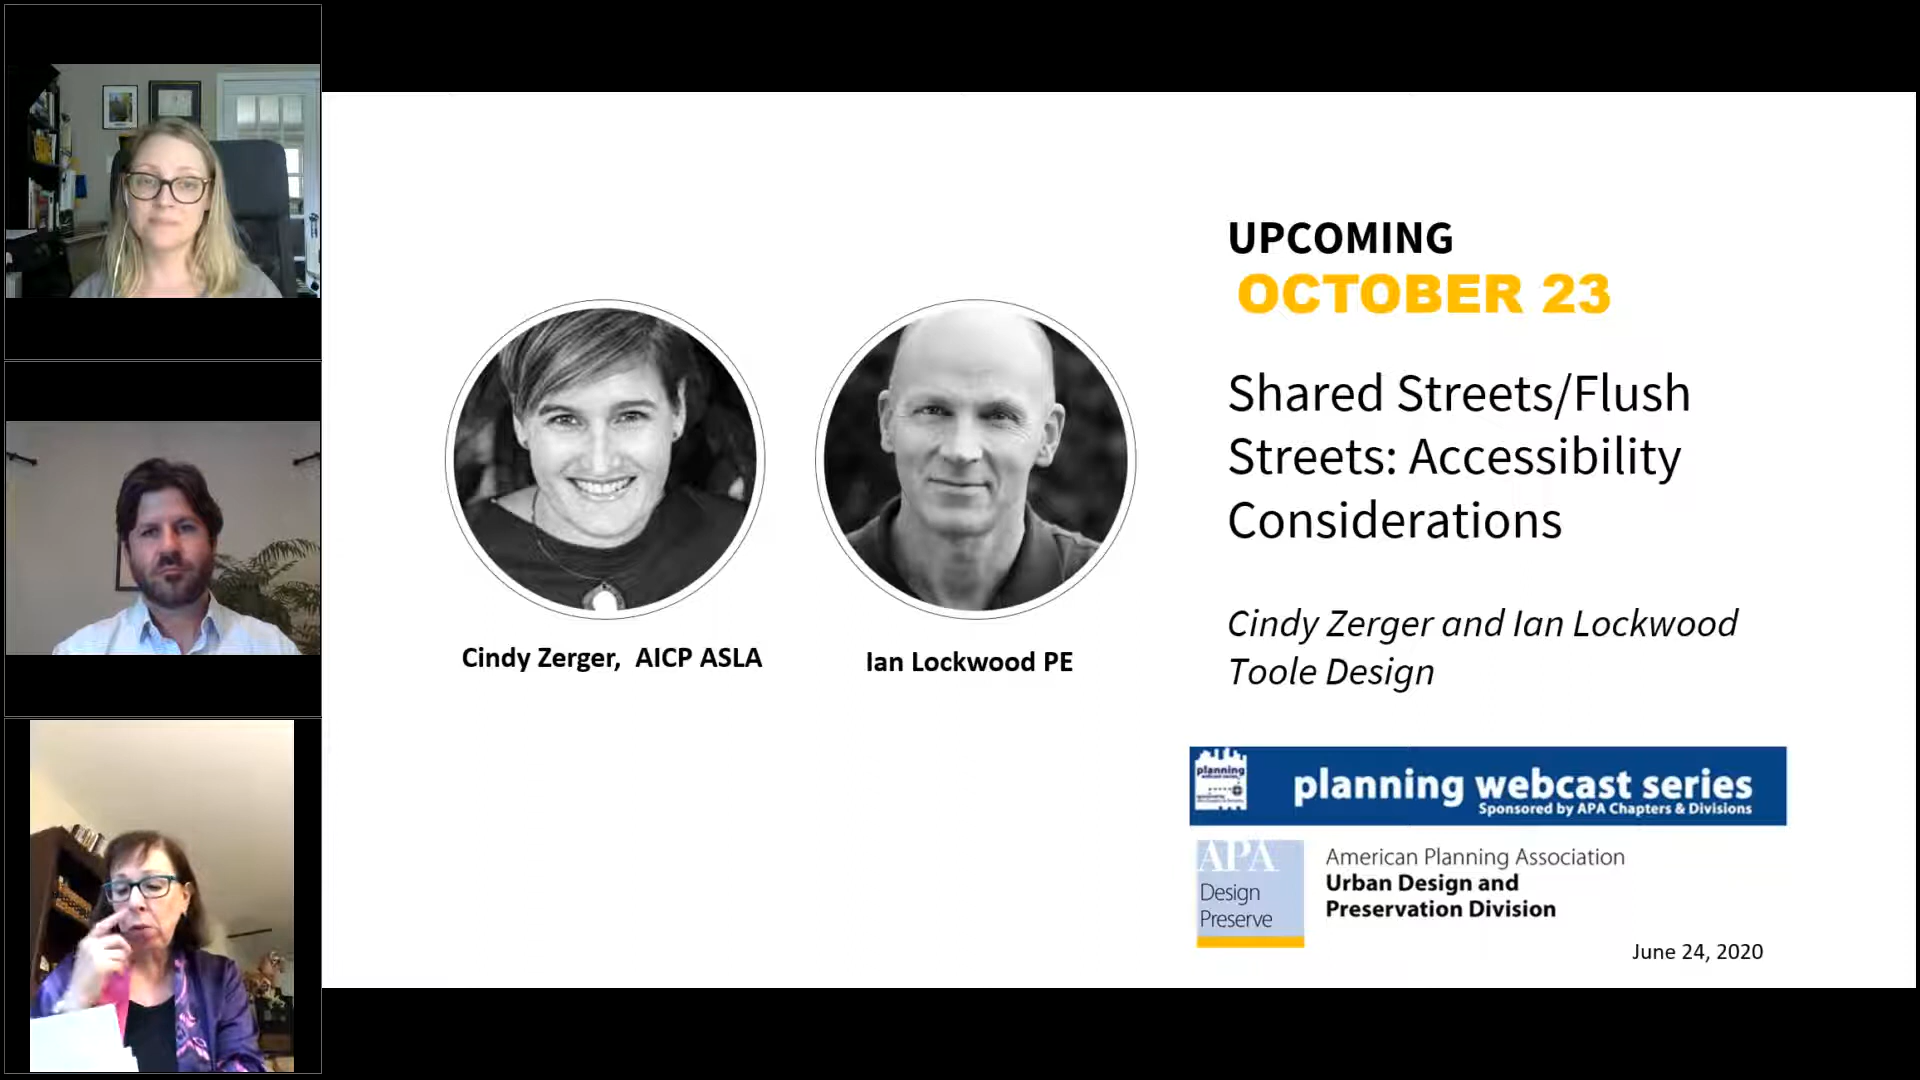 UPCOMING
OCTOBER 23
Shared Streets/Flush
Streets: Accessibility
Considerations
Cindy Zerger and Ian Lockwood
Toole Design
Cindy Zerger, AICP ASLA
Ian Lockwood PE
planning
planning webcast series
Sponsored by APA Chapters & Divisions
APA
Design
Preserve
American Planning Association
Urban Design and
Preservation Division
June 24, 2020